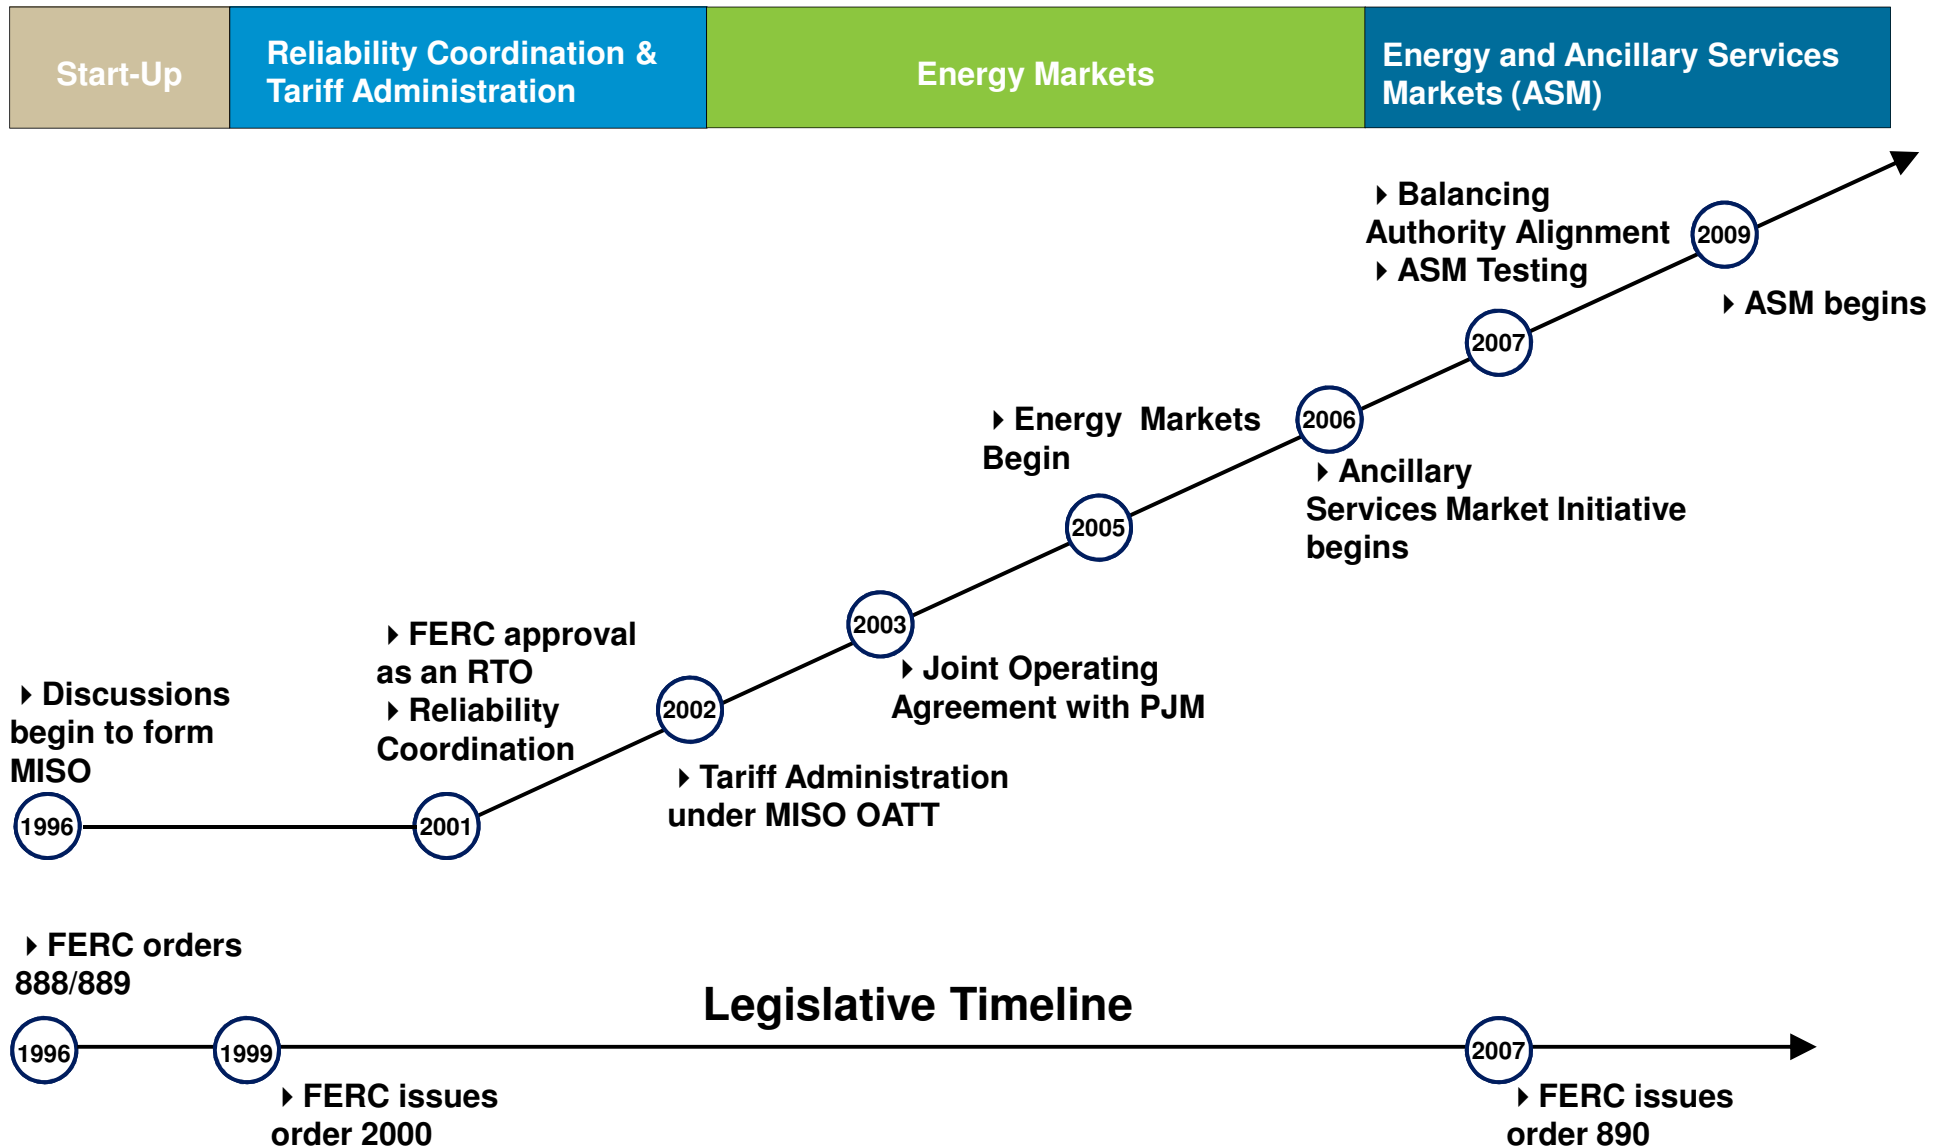 Start-Up
Reliability Coordination &
Tariff Administration
Energy Markets
Energy and Ancillary Services
Markets (ASM)
Balancing
Authority Alignment
ASM Testing
2009
ASM begins
2007
Energy Markets
Begin
2006
Ancillary
Services Market Initiative
begins
2005
2003
Joint Operating
Agreement with PJM
FERC approval
as an RTO
Reliability
Coordination
2002
Tariff Administration
under MISO OATT
Discussions
begin to form
MISO
1996
2001
FERC orders
888/889
Legislative Timeline
1996
1999
2007
FERC issues
order 2000
FERC issues
order 890